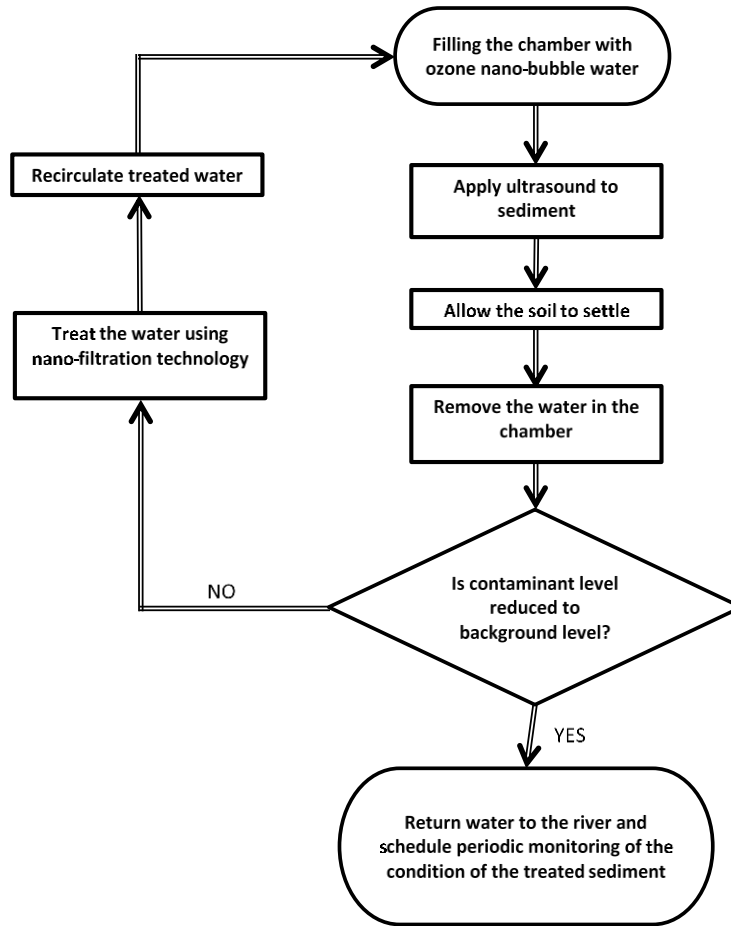 Filling the chamber with
ozone nano-bubble water
Recirculate treated water
Apply ultrasound to
sediment
Allow the soil to settle
Treat the water using
nano-filtration technology
Remove the water in the
chamber
Is contaminant level
reduced to
background level?
NO
YES
Return water to the river and
schedule periodic monitoring of the
condition of the treated sediment